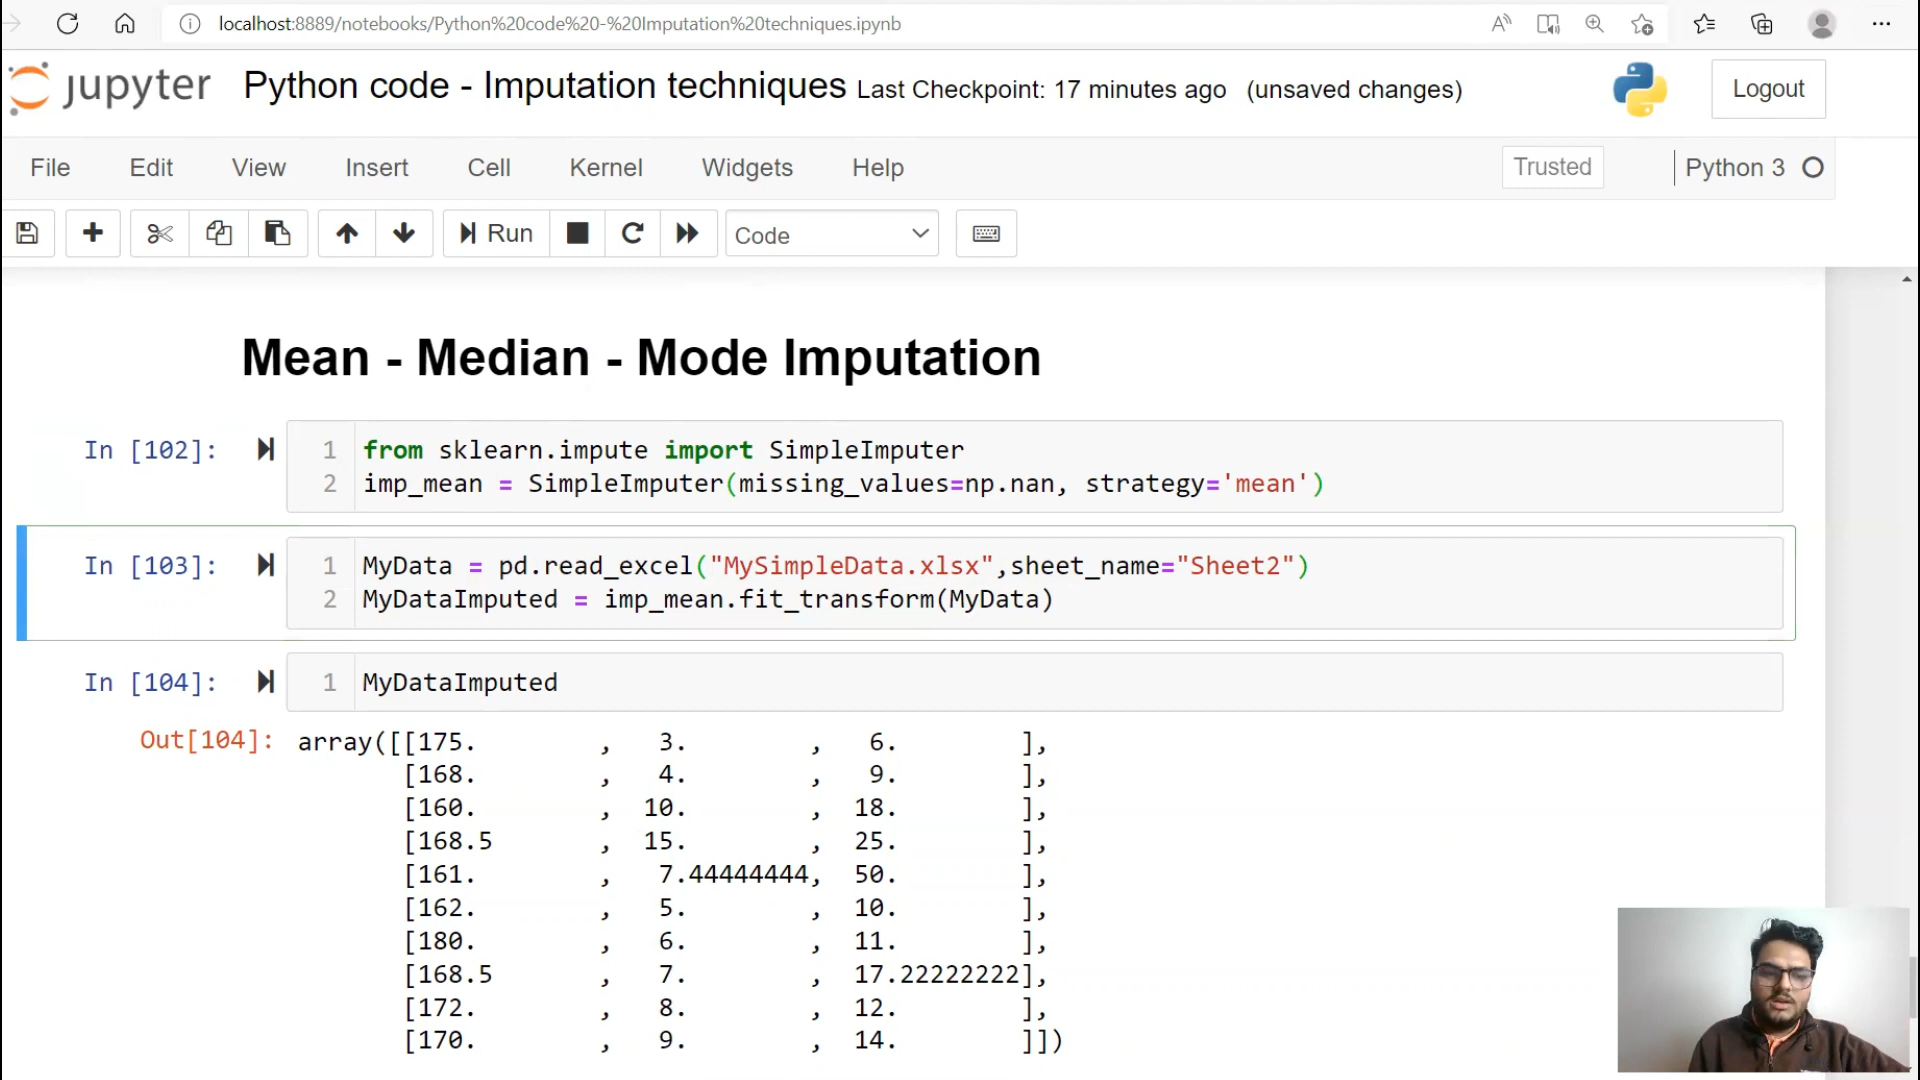 localhost:8889/notebooks/Python%20code%20-%20Imputation%20techniques.ipynb
jupyter Python code - Imputation techniques Last Checkpoint: 17 minutes ago (unsaved changes) Logout
File Edit View Insert Cell Kernel Widgets Help Trusted Python 3
Run Code
Mean - Median - Mode Imputation
In [102]: 1 from sklearn.impute import SimpleImputer
2 imp_mean = SimpleImputer(missing_values=np.nan, strategy='mean')
In [103]: 1 MyData = pd.read_excel("MySimpleData.xlsx",sheet_name="Sheet2")
2 MyDataImputed = imp_mean.fit_transform(MyData)
In [104]: 1 MyDataImputed
Out[104]: array([[175. , 3. , 6. ],
[168. , 4. , 9. ],
[160. , 10. , 18. ],
[168.5 , 15. , 25. ],
[161. , 7.44444444, 50. ],
[162. , 5. , 10. ],
[180. , 6. , 11. ],
[168.5 , 7. , 17.22222222],
[172. , 8. , 12. ],
[170. , 9. , 14. ]])